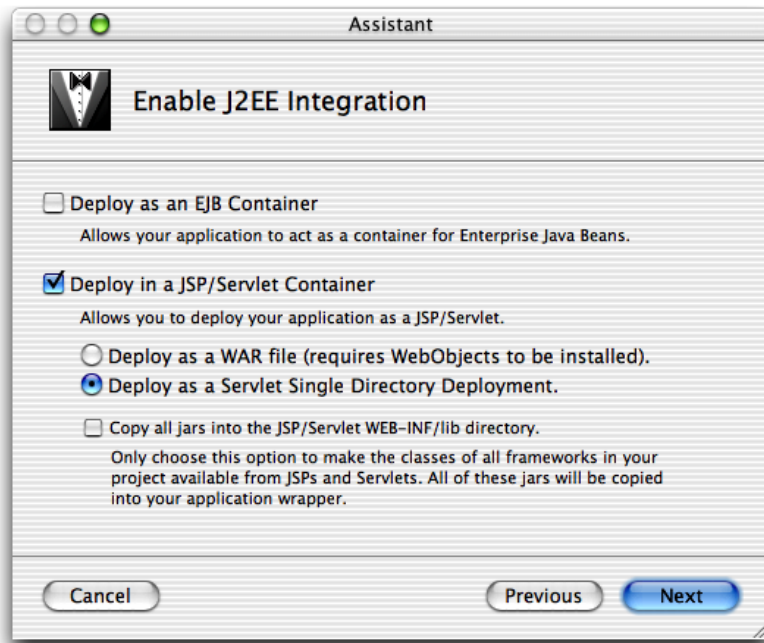 Assistant
Enable J2EE Integration
Deploy as an EJB Container
Allows your application to act as a container for Enterprise Java Beans.
Deploy in a JSP/Servlet Container
Allows you to deploy your application as a JSP/Servlet.
Deploy as a WAR file (requires WebObjects to be installed).
Deploy as a Servlet Single Directory Deployment.
Copy all jars into the JSP/Servlet WEB-INF/lib directory.
Only choose this option to make the classes of all frameworks in your
project available from JSPs and Servlets. All of these jars will be copied
into your application wrapper.
Cancel
Previous
Next